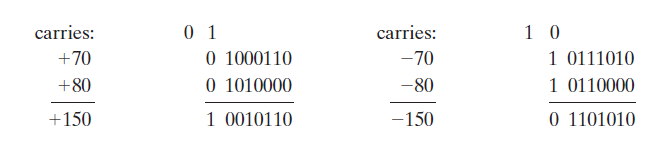 carries: 0 1 carries: 1 0
+70 0 1000110 −70 1 0111010
+80 0 1010000 −80 1 0110000
+150 1 0010110 −150 0 1101010